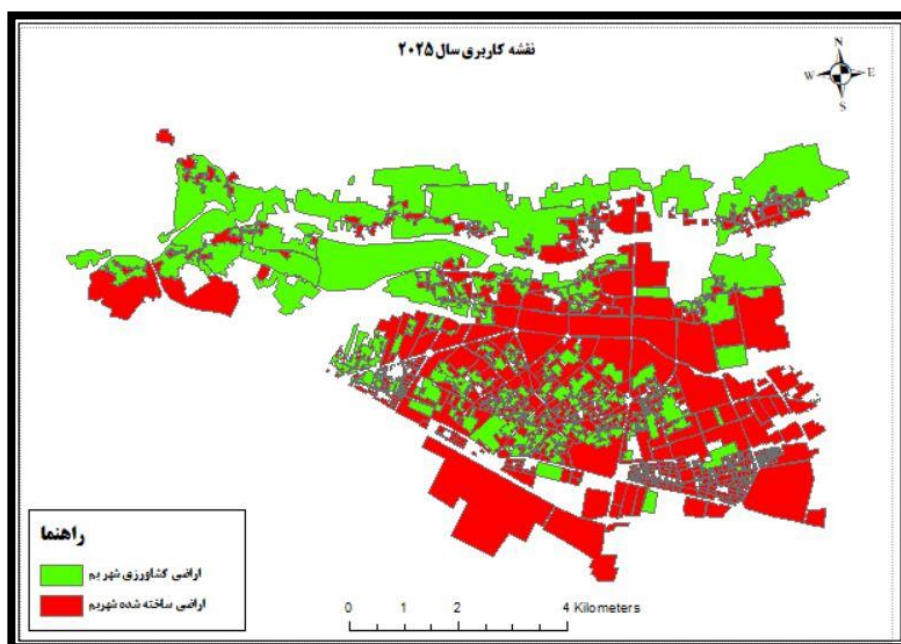 نقشه کاربری سال ۲۰۲۵
N
W E
S
راهنما
اراضی کشاورزی شهر بم
اراضی ساخته شده شهربم
0 1 2 4 Kilometers